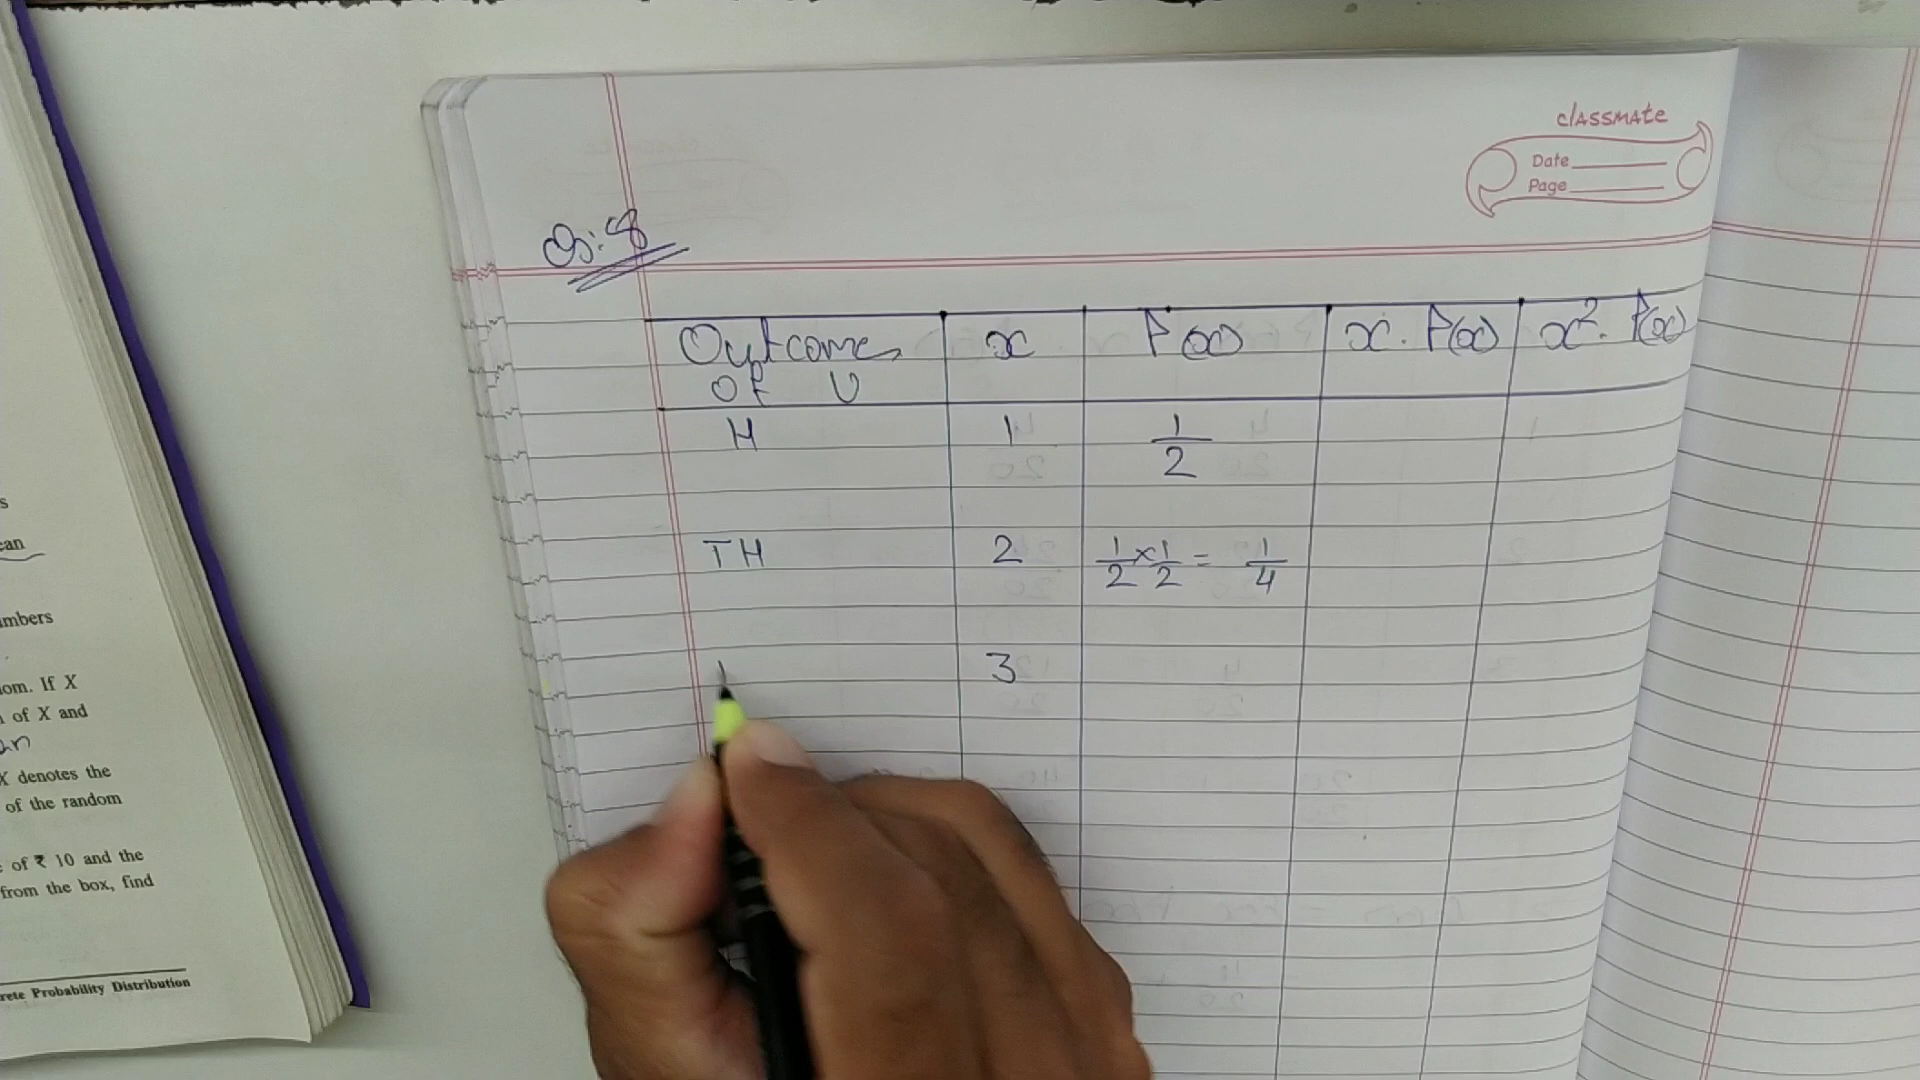 classmate
Date
Page
Q: 8
Outcomes x P(x) x. P(x) x². P(x)
OF U
H 1 1/2
TH 2 1/2 × 1/2 = 1/4
3
s
ean
mbers
om. If X
of X and
X denotes the
of the random
of ₹ 10 and the
from the box, find
rete Probability Distribution